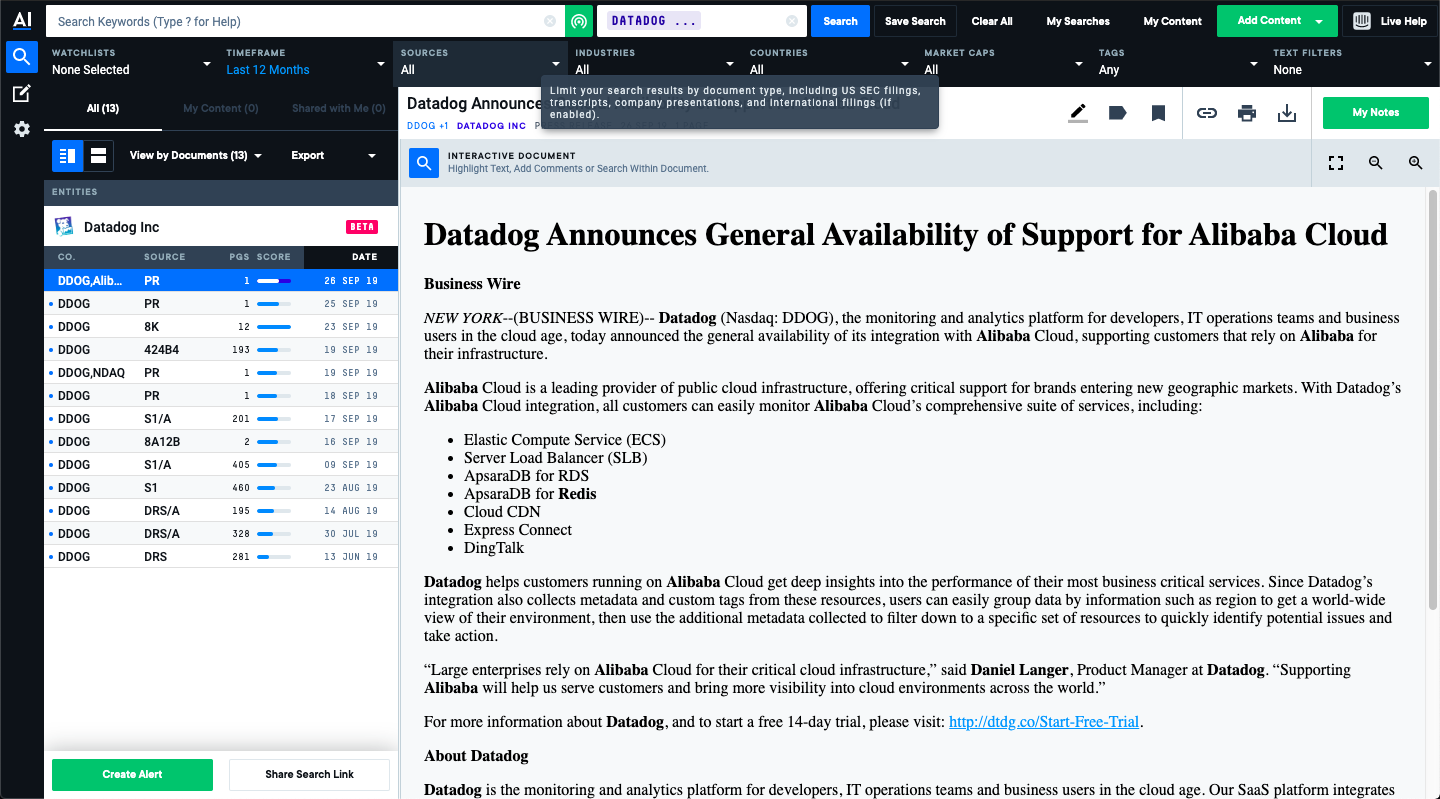 AI
Search Keywords (Type ? for Help)
DATADOG ...
Search
Save Search
Clear All
My Searches
My Content
Add Content
Live Help
WATCHLISTS
None Selected
TIMEFRAME
Last 12 Months
SOURCES
All
INDUSTRIES
All
COUNTRIES
All
MARKET CAPS
All
TAGS
Any
TEXT FILTERS
None
Limit your search results by document type, including US SEC filings,
transcripts, company presentations, and international filings (if
enabled).
All (13)
My Content (0)
Shared with Me (0)
View by Documents (13)
Export
ENTITIES
Datadog Inc
BETA
CO. SOURCE PGS SCORE DATE
DDOG,Alib... PR 1 26 SEP 19
DDOG PR 1 25 SEP 19
DDOG 8K 12 23 SEP 19
DDOG 424B4 193 19 SEP 19
DDOG,NDAQ PR 1 19 SEP 19
DDOG PR 1 18 SEP 19
DDOG S1/A 201 17 SEP 19
DDOG 8A12B 2 16 SEP 19
DDOG S1/A 405 09 SEP 19
DDOG S1 460 23 AUG 19
DDOG DRS/A 195 14 AUG 19
DDOG DRS/A 328 30 JUL 19
DDOG DRS 281 13 JUN 19
Create Alert
Share Search Link
Datadog Announce
DDOG +1 DATADOG INC
My Notes
INTERACTIVE DOCUMENT
Highlight Text, Add Comments or Search Within Document.
Datadog Announces General Availability of Support for Alibaba Cloud
Business Wire
NEW YORK--(BUSINESS WIRE)-- Datadog (Nasdaq: DDOG), the monitoring and analytics platform for developers, IT operations teams and business
users in the cloud age, today announced the general availability of its integration with Alibaba Cloud, supporting customers that rely on Alibaba for
their infrastructure.
Alibaba Cloud is a leading provider of public cloud infrastructure, offering critical support for brands entering new geographic markets. With Datadog’s
Alibaba Cloud integration, all customers can easily monitor Alibaba Cloud’s comprehensive suite of services, including:
• Elastic Compute Service (ECS)
• Server Load Balancer (SLB)
• ApsaraDB for RDS
• ApsaraDB for Redis
• Cloud CDN
• Express Connect
• DingTalk
Datadog helps customers running on Alibaba Cloud get deep insights into the performance of their most business critical services. Since Datadog’s
integration also collects metadata and custom tags from these resources, users can easily group data by information such as region to get a world-wide
view of their environment, then use the additional metadata collected to filter down to a specific set of resources to quickly identify potential issues and
take action.
“Large enterprises rely on Alibaba Cloud for their critical cloud infrastructure,” said Daniel Langer, Product Manager at Datadog. “Supporting
Alibaba will help us serve customers and bring more visibility into cloud environments across the world.”
For more information about Datadog, and to start a free 14-day trial, please visit: http://dtdg.co/Start-Free-Trial.
About Datadog
Datadog is the monitoring and analytics platform for developers, IT operations teams and business users in the cloud age. Our SaaS platform integrates